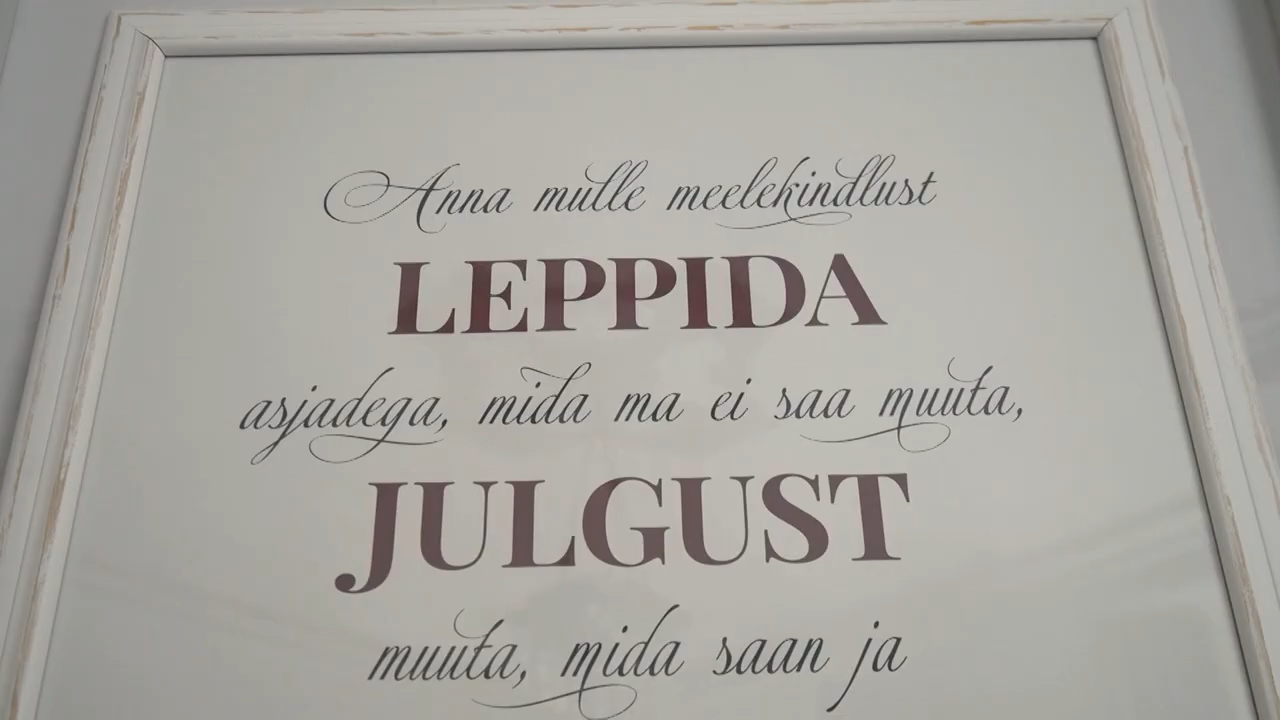 Anna mulle meelekindlust
LEPPIDA
asjadega, mida ma ei saa muuta,
JULGUST
muuta, mida saan ja